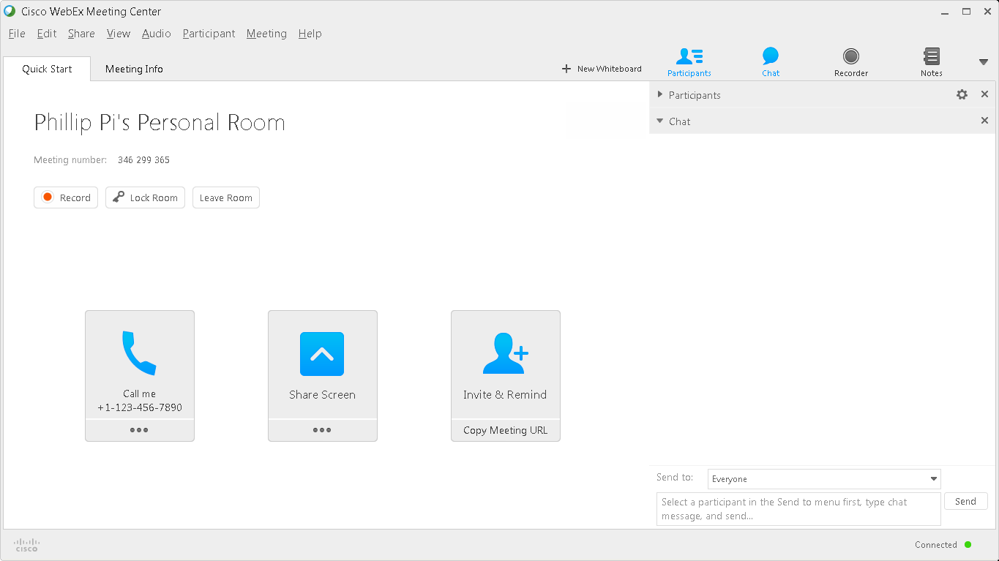 Cisco WebEx Meeting Center
File Edit Share View Audio Participant Meeting Help
Quick Start
Meeting Info
New Whiteboard
Participants
Chat
Recorder
Notes
Participants
Chat
Phillip Pi's Personal Room
Meeting number: 346 299 365
Record
Lock Room
Leave Room
Call me
+1-123-456-7890
Share Screen
Invite & Remind
Copy Meeting URL
Send to: Everyone
Select a participant in the Send to menu first, type chat
message, and send...
Send
CISCO
Connected